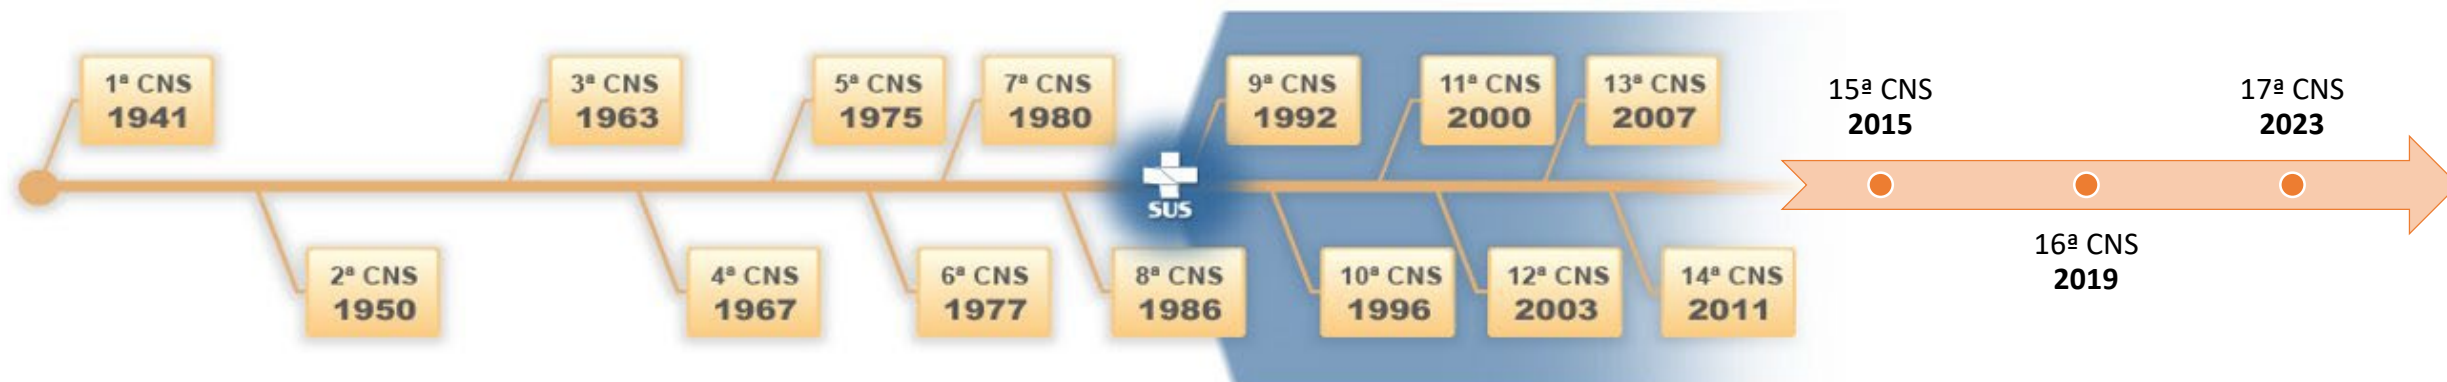 1ª CNS
1941
2ª CNS
1950
3ª CNS
1963
4ª CNS
1967
5ª CNS
1975
6ª CNS
1977
7ª CNS
1980
8ª CNS
1986
SUS
9ª CNS
1992
10ª CNS
1996
11ª CNS
2000
12ª CNS
2003
13ª CNS
2007
14ª CNS
2011
15ª CNS
2015
16ª CNS
2019
17ª CNS
2023